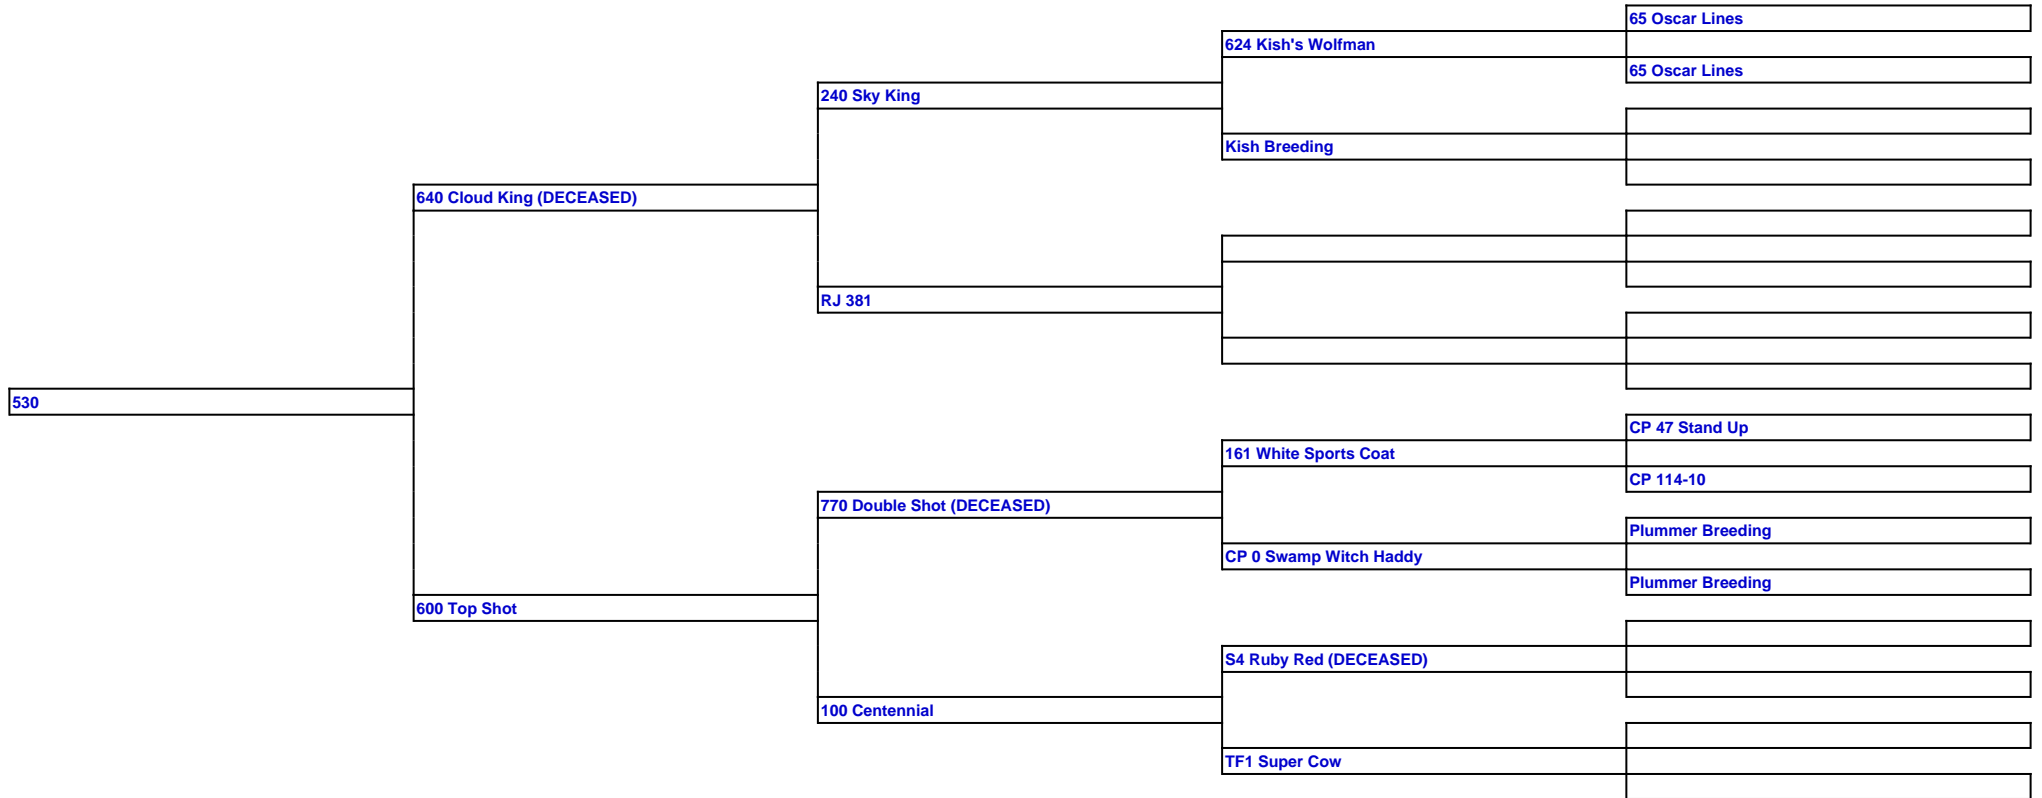 65 Oscar Lines
624 Kish's Wolfman
65 Oscar Lines
240 Sky King
Kish Breeding
640 Cloud King (DECEASED)
RJ 381
530
CP 47 Stand Up
161 White Sports Coat
CP 114-10
770 Double Shot (DECEASED)
Plummer Breeding
CP 0 Swamp Witch Haddy
Plummer Breeding
600 Top Shot
S4 Ruby Red (DECEASED)
100 Centennial
TF1 Super Cow